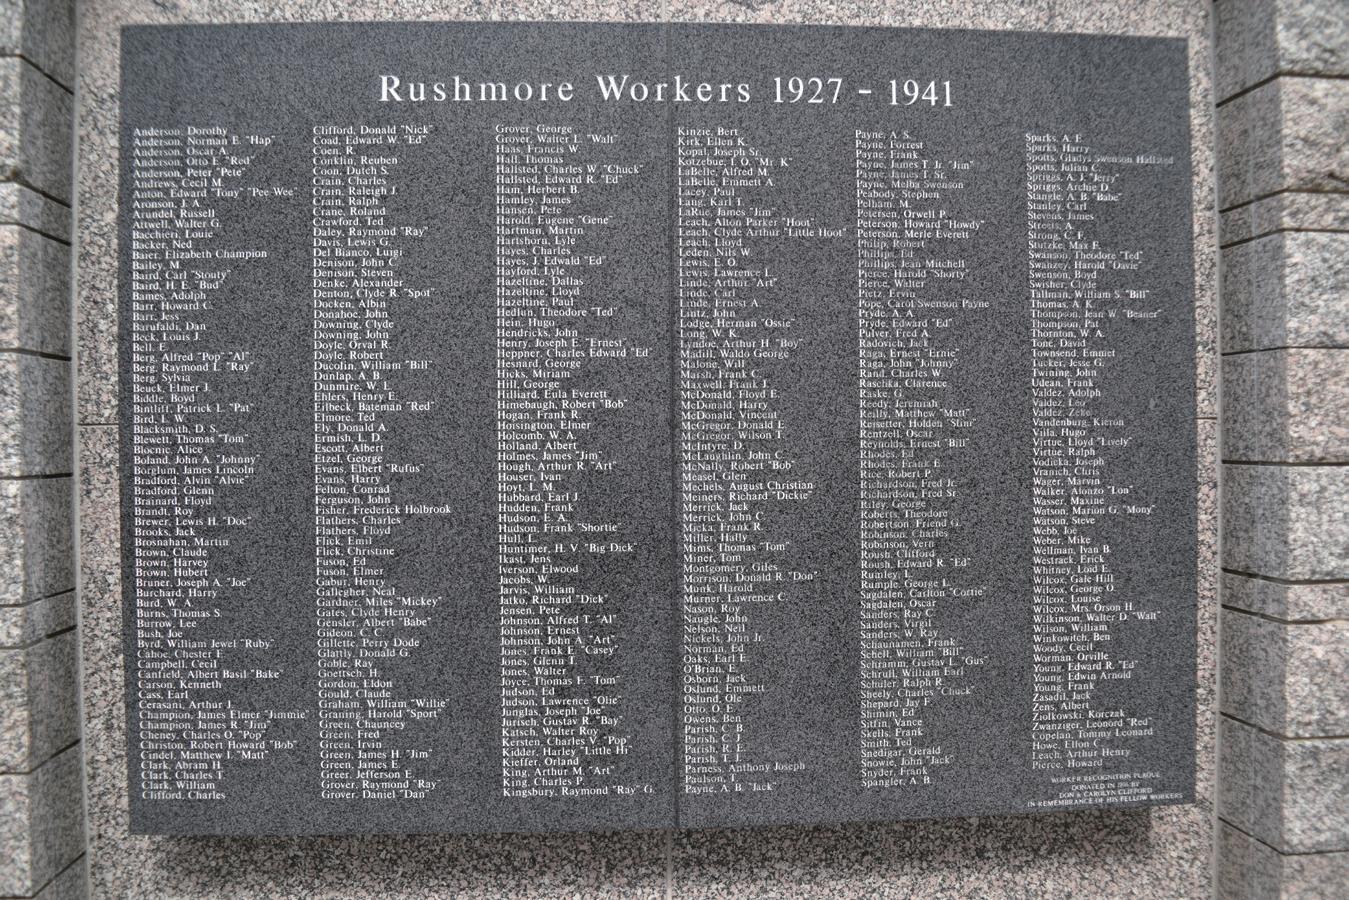 Rushmore Workers 1927 - 1941
Anderson, Dorothy
Anderson, Norman E. "Hap"
Anderson, Oscar A.
Anderson, Otto E. "Red"
Anderson, Peter "Pete"
Andrews, Cecil M.
Anton, Edward "Tony" "Pee Wee"
Aronson, J. A.
Arundel, Russell
Attwell, Walter G.
Bacchieri, Louie
Backer, Ned
Baier, Elizabeth Champion
Bailey, M.
Baird, Carl "Stouty"
Baird, H. E. "Bud"
Bames, Adolph
Barr, Howard C.
Barr, Jess
Barufaldi, Dan
Beck, Louis J.
Bell, E.
Berg, Alfred "Pop" "Al"
Berg, Raymond L. "Ray"
Berg, Sylvia
Beuck, Elmer J.
Biddle, Boyd
Bintliff, Patrick L. "Pat"
Bird, L. W.
Blacksmith, D. S.
Blewett, Thomas "Tom"
Blocnic, Alice
Boland, John A. "Johnny"
Borglum, James Lincoln
Bradford, Alvin "Alvie"
Bradford, Glenn
Brainard, Floyd
Brandt, Roy
Brewer, Lewis H. "Doc"
Brooks, Jack
Brosnahan, Martin
Brown, Claude
Brown, Harvey
Brown, Hubert
Bruner, Joseph A. "Joe"
Burchard, Harry
Burd, W. A.
Burns, Thomas S.
Burrow, Lee
Bush, Joe
Byrd, William Jewel "Ruby"
Cahoe, Chester E.
Campbell, Cecil
Canfield, Albert Basil "Bake"
Carson, Kenneth
Cass, Earl
Cerasani, Arthur J.
Champion, James Elmer "Jimmie"
Champion, James R. "Jim"
Cheney, Charles O. "Pop"
Christon, Robert Howard "Bob"
Cindel, Matthew I. "Matt"
Clark, Abram H.
Clark, Charles T.
Clark, William
Clifford, Charles
Clifford, Donald "Nick"
Coad, Edward W. "Ed"
Coen, R.
Conklin, Reuben
Coon, Dutch S.
Crain, Charles
Crain, Raleigh J.
Crain, Ralph
Crane, Roland
Crawford, Ted
Daley, Raymond "Ray"
Davis, Lewis G.
Del Bianco, Luigi
Denison, John C.
Denison, Steven
Denke, Alexander
Denton, Clyde R. "Spot"
Docken, Albin
Donahoe, John
Downing, Clyde
Downing, John
Doyle, Orval R.
Doyle, Robert
Ducolin, William "Bill"
Dunlap, A. B.
Dunmire, W. L.
Ehlers, Henry E.
Eilbeck, Bateman "Red"
Elmore, Ted
Ely, Donald A.
Ermish, L. D.
Escott, Albert
Etzel, George
Evans, Elbert "Rufus"
Evans, Harry
Felton, Conrad
Ferguson, John
Fisher, Frederick Holbrook
Flathers, Charles
Flathers, Floyd
Flick, Emil
Flick, Christine
Fuson, Ed
Fuson, Elmer
Gabur, Henry
Gallegher, Neal
Gardner, Miles "Mickey"
Gates, Clyde Henry
Gensler, Albert "Babe"
Gideon, C. C.
Gillette, Perry Dode
Glattly, Donald G.
Goble, Ray
Goettsch, H.
Gordon, Eldon
Gould, Claude
Graham, William "Willie"
Graning, Harold "Sport"
Green, Chauncey
Green, Fred
Green, Irvin
Green, James H. "Jim"
Green, James E.
Greer, Jefferson E.
Grover, Raymond "Ray"
Grover, Daniel "Dan"
Grover, George
Grover, Walter L. "Walt"
Haas, Francis W.
Hall, Thomas
Hallsted, Charles W. "Chuck"
Hallsted, Edward R. "Ed"
Ham, Herbert B.
Hamley, James
Hansen, Pete
Harold, Eugene "Gene"
Hartman, Martin
Hartshorn, Lyle
Hayes, Charles
Hayes, J. Edwald "Ed"
Hayford, Lyle
Hazeltine, Dallas
Hazeltine, Lloyd
Hazeltine, Paul
Hedlun, Theodore "Ted"
Hein, Hugo
Hendricks, John
Henry, Joseph E. "Ernest"
Heppner, Charles Edward "Ed"
Hesnard, George
Hicks, Miriam
Hill, George
Hilliard, Eula Everett
Himebaugh, Robert "Bob"
Hogan, Frank R.
Hoisington, Elmer
Holcomb, W. A.
Holland, Albert
Holmes, James "Jim"
Hough, Arthur R. "Art"
Houser, Ivan
Hoyt, L. M.
Hubbard, Earl J.
Hudden, Frank
Hudson, E. A.
Hudson, Frank "Shortie"
Hull, L.
Huntimer, H. V. "Big Dick"
Ikast, Jens
Iverson, Elwood
Jacobs, W.
Jarvis, William
Jatko, Richard "Dick"
Jensen, Pete
Johnson, Alfred T. "Al"
Johnson, Ernest
Johnson, John A. "Art"
Jones, Frank E. "Casey"
Jones, Glenn T.
Jones, Walter
Joyce, Thomas F. "Tom"
Judson, Ed
Judson, Lawrence "Olie"
Junglas, Joseph "Joe"
Jurisch, Gustav R. "Bay"
Katsch, Walter Roy
Kersten, Charles V. "Pop"
Kidder, Harley "Little Hi"
Kieffer, Orland
King, Arthur M. "Art"
King, Charles P.
Kingsbury, Raymond "Ray" G.
Kinzie, Bert
Kirk, Ellen K.
Kopal, Joseph Sr.
Kotzebue, I. O. "Mr. K"
LaBelle, Alfred M.
LaBelle, Emmett A.
Lacey, Paul
Lang, Karl T.
LaRue, James "Jim"
Leach, Alton Parker "Hoot"
Leach, Clyde Arthur "Little Hoot"
Leach, Lloyd
Leden, Nils W.
Lewis, E. O.
Lewis, Lawrence L.
Linde, Arthur "Art"
Linde, Carl
Linde, Ernest A.
Lintz, John
Lodge, Herman "Ossie"
Long, W. K.
Lyndoe, Arthur H. "Boy"
Madill, Waldo George
Malone, Will
Marsh, Frank C.
Maxwell, Frank J.
McDonald, Floyd E.
McDonald, Harry
McDonald, Vincent
McGregor, Donald E.
McGregor, Wilson T.
McIntyre, D.
McLaughlin, John C.
McNally, Robert "Bob"
Measel, Glen
Mechels, August Christian
Meiners, Richard "Dickie"
Merrick, Jack
Merrick, John C.
Micka, Frank R.
Miller, Hally
Mims, Thomas "Tom"
Miner, Tom
Montgomery, Giles
Morrison, Donald R. "Don"
Munk, Harold
Murner, Lawrence C.
Nason, Roy
Naugle, John
Nelson, Neil
Nickels, John Jr.
Norman, Ed
Oaks, Earl E.
O'Brian, E.
Osborn, Jack
Oslund, Emmett
Oslund, Ole
Otto, O. E.
Owens, Ben
Parish, C. B.
Parish, C. J.
Parish, R. E.
Parish, T. J.
Parness, Anthony Joseph
Paulson, T.
Payne, A. B. "Jack"
Payne, A. S.
Payne, Forrest
Payne, Frank
Payne, James T. Jr. "Jim"
Payne, James T. Sr.
Payne, Melba Swenson
Peabody, Stephen
Pelham, M.
Petersen, Orwell P.
Peterson, Howard "Howdy"
Peterson, Merle Everett
Philip, Robert
Phillips, Ed
Phillips, Jean Mitchell
Pierce, Harold "Shorty"
Pierce, Walter
Pietz, Ervin
Pope, Carol Swenson Payne
Pryde, A. A.
Pryde, Edward "Ed"
Pulver, Fred A.
Radovich, Jack
Raga, Ernest "Ernie"
Raga, John "Johnny"
Rand, Charles W.
Raschka, Clarence
Raske, G.
Reedy, Jeremiah
Reilly, Matthew "Matt"
Reisetter, Holden "Stim"
Rentzell, Oscar
Reynolds, Ernest "Bill"
Rhodes, Ed
Rhodes, Frank E.
Rice, Robert P.
Richardson, Fred Jr.
Richardson, Fred Sr.
Riley, George
Roberts, Theodore
Robertson, Friend G.
Robinson, Charles
Robinson, Vern
Roush, Clifford
Roush, Edward R. "Ed"
Rumley, L.
Rumple, George L.
Sagdalen, Carlton "Cortie"
Sagdalen, Oscar
Sanders, Ray C.
Sanders, Virgil
Sanders, W. Ray
Schaunamen, Frank
Schell, William "Bill"
Schramm, Gustav L. "Gus"
Schrull, William Earl
Schuler, Ralph R.
Sheely, Charles "Chuck"
Shepard, Jay F.
Shimin, Ed
Sitzin, Vance
Skells, Frank
Smith, Ted
Snedigar, Gerald
Snowie, John "Jack"
Snyder, Frank
Spangler, A. B.
Sparks, A. F.
Sparks, Harry
Spotts, Gladys Swenson Hallsted
Spotts, Julian C.
Spriggs, A. J. "Jerry"
Spriggs, Archie D.
Stangle, A. B. "Babe"
Stanley, Carl
Stevens, James
Streets, A.
Strong, C. F.
Stutzke, Max F.
Swanson, Theodore "Ted"
Swanzey, Harold "Davie"
Swenson, Boyd
Swisher, Clyde
Tallman, William S. "Bill"
Thomas, A. K.
Thompson, Jean W. "Beaner"
Thompson, Pat
Thornton, W. A.
Tone, David
Townsend, Emmet
Tucker, Jesse G.
Twining, John
Udean, Frank
Valdez, Adolph
Valdez, Leo
Valdez, Zeke
Vandenburg, Kieron
Villa, Hugo
Virtue, Lloyd "Lively"
Virtue, Ralph
Vodicka, Joseph
Vranich, Chris
Wager, Marvin
Walker, Alonzo "Lon"
Wasser, Maxine
Watson, Marion G. "Mony"
Watson, Steve
Webb, Joe
Weber, Mike
Wellman, Ivan B.
Westrack, Erick
Whitney, Loid E.
Wilcox, Gale Hill
Wilcox, George O.
Wilcox, Louise
Wilcox, Mrs. Orson H.
Wilkinson, Walter D. "Walt"
Wilson, William
Winkowitch, Ben
Woody, Cecil
Worman, Orville
Young, Edward R. "Ed"
Young, Edwin Arnold
Young, Frank
Zasadil, Jack
Zens, Albert
Ziolkowski, Korczak
Zwanziger, Leonard "Red"
Copelan, Tommy Leonard
Howe, Ellon C.
Leach, Arthur Henry
Pierce, Howard
WORKER RECOGNITION PLAQUE
DONATED IN BY
DON & CAROLYN CLIFFORD
IN REMEMBRANCE OF HIS FELLOW WORKERS